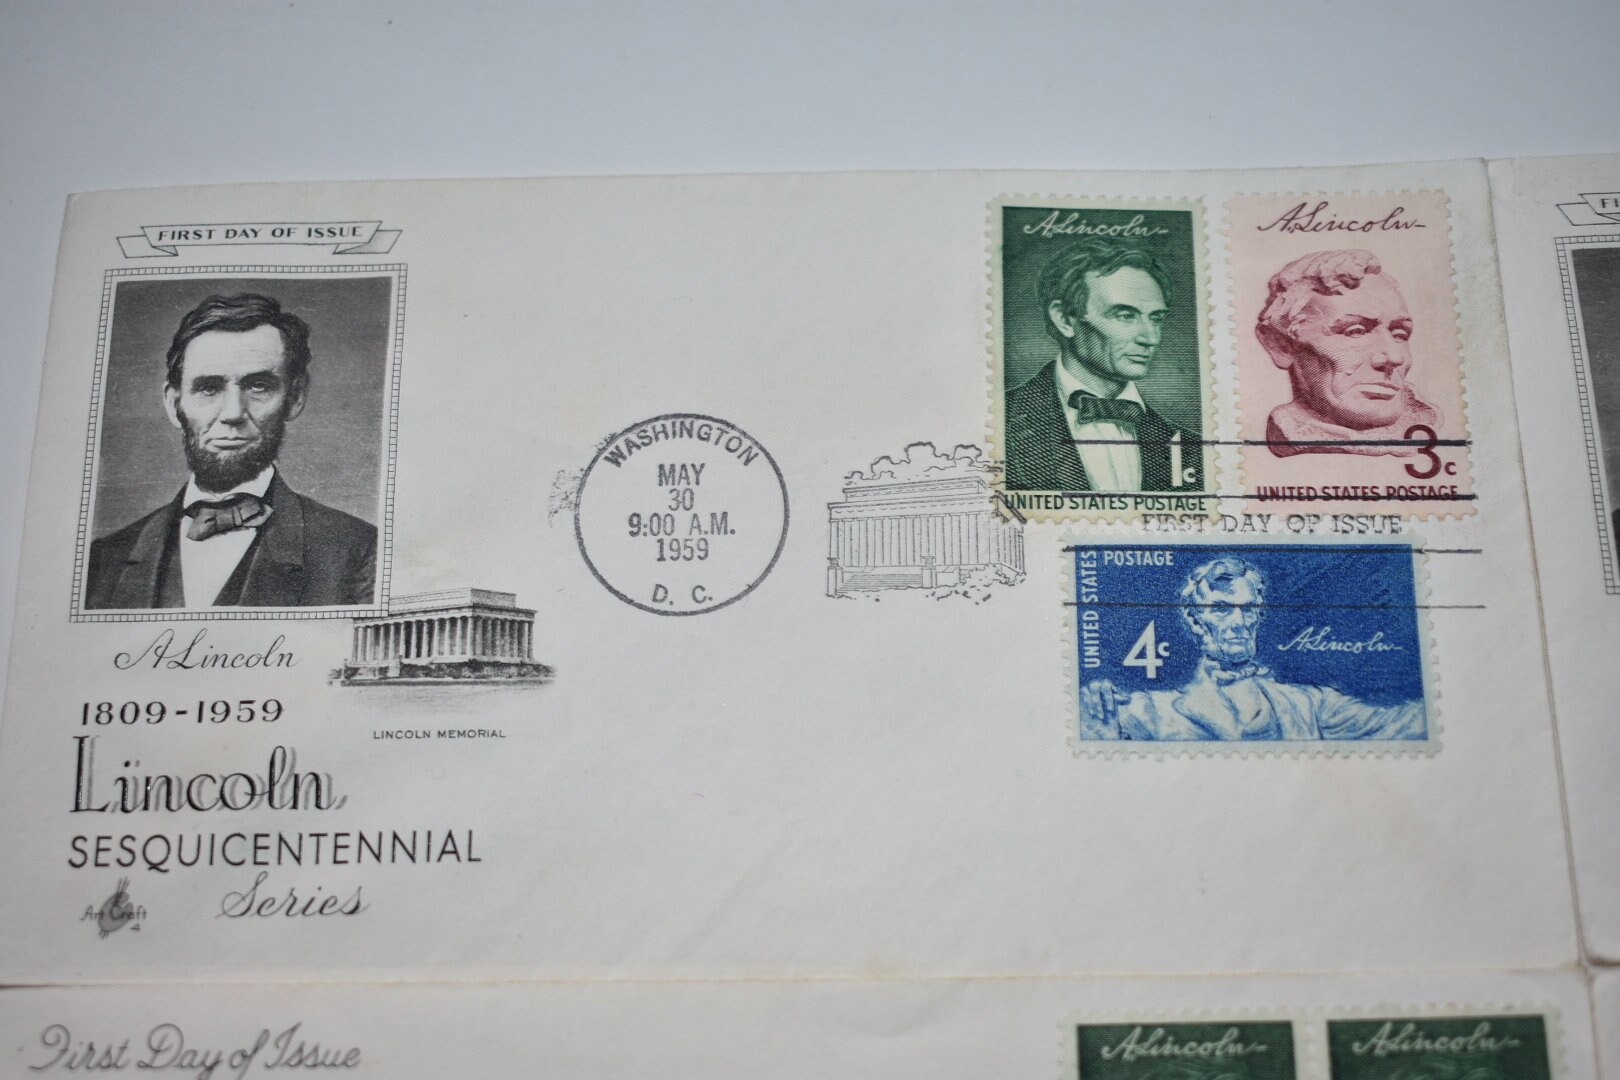 FIRST DAY OF ISSUE
A Lincoln
1809-1959
LINCOLN MEMORIAL
Lincoln
SESQUICENTENNIAL
Series
Art Craft
WASHINGTON
MAY
30
9:00 A.M.
1959
D. C.
A. Lincoln
1c
UNITED STATES POSTAGE
A. Lincoln
3c
UNITED STATES POSTAGE
FIRST DAY OF ISSUE
UNITED STATES POSTAGE
4c
A. Lincoln
FI
First Day of Issue
A. Lincoln
A. Lincoln